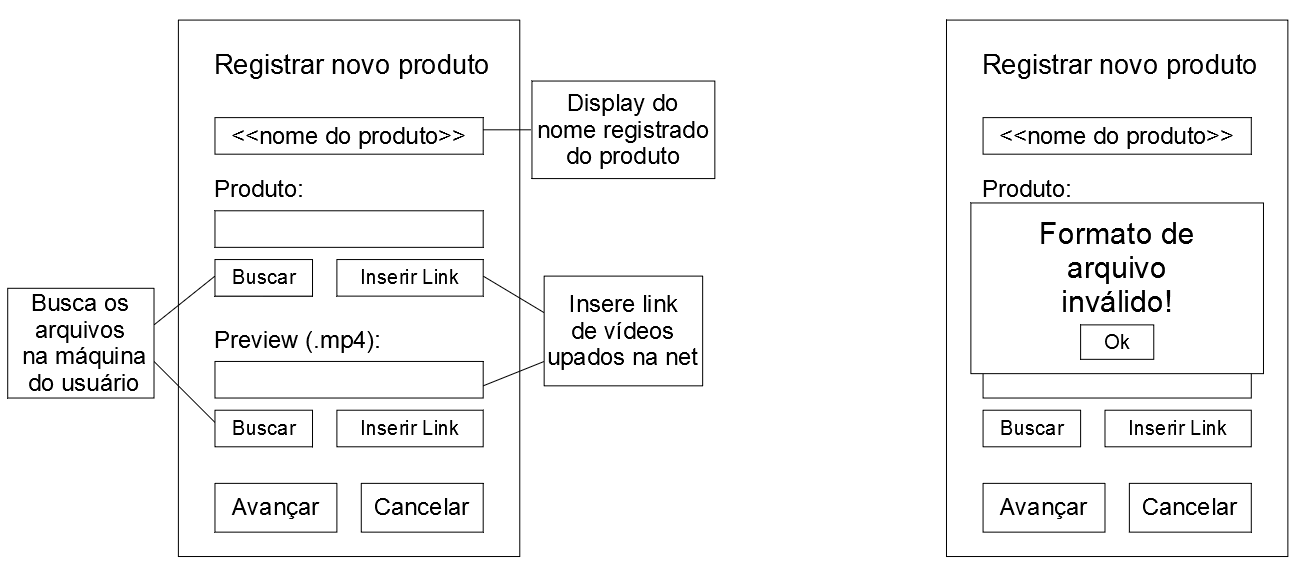 Registrar novo produto
<<nome do produto>>
Display do
nome registrado
do produto
Produto:
Buscar
Inserir Link
Busca os
arquivos
na máquina
do usuário
Insere link
de vídeos
upados na net
Preview (.mp4):
Buscar
Inserir Link
Avançar
Cancelar
Registrar novo produto
<<nome do produto>>
Produto:
Formato de
arquivo
inválido!
Ok
Buscar
Inserir Link
Avançar
Cancelar